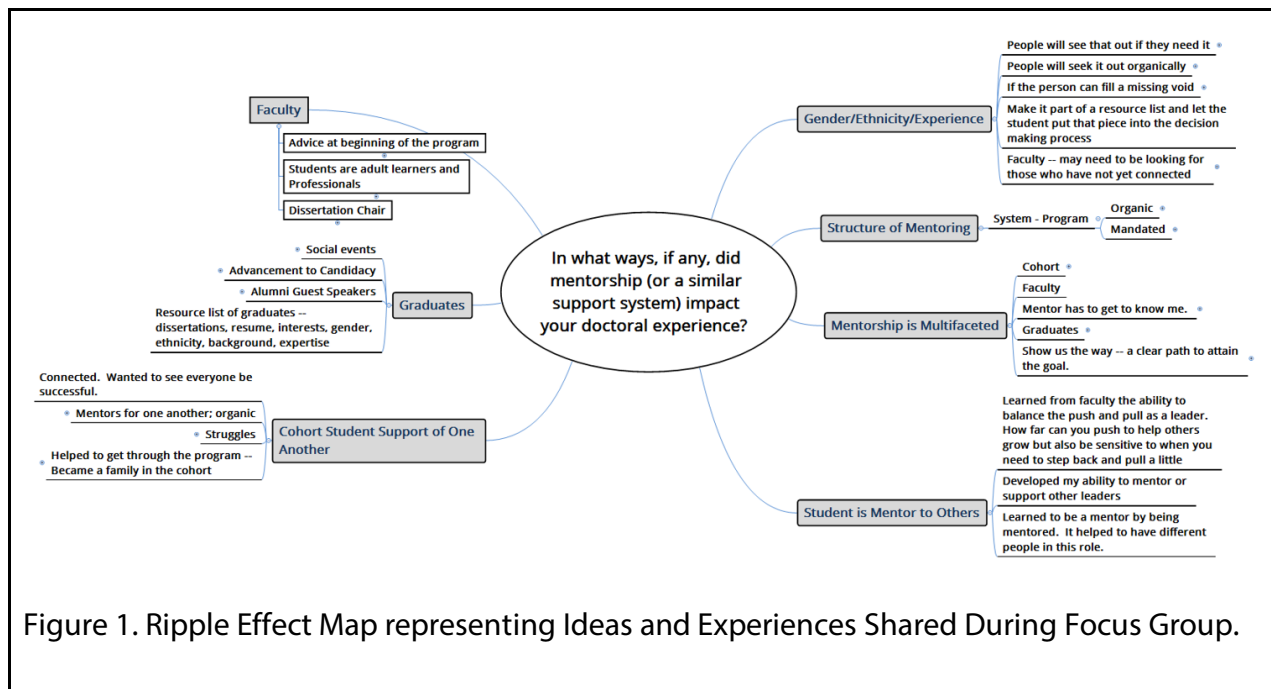 In what ways, if any, did
mentorship (or a similar
support system) impact
your doctoral experience?
Faculty
Advice at beginning of the program
Students are adult learners and
Professionals
Dissertation Chair
Graduates
Social events
Advancement to Candidacy
Alumni Guest Speakers
Resource list of graduates --
dissertations, resume, interests, gender,
ethnicity, background, expertise
Cohort Student Support of One
Another
Connected. Wanted to see everyone be
successful.
Mentors for one another; organic
Struggles
Helped to get through the program --
Became a family in the cohort
Gender/Ethnicity/Experience
People will see that out if they need it
People will seek it out organically
If the person can fill a missing void
Make it part of a resource list and let the
student put that piece into the decision
making process
Faculty -- may need to be looking for
those who have not yet connected
Structure of Mentoring
System - Program
Organic
Mandated
Mentorship is Multifaceted
Cohort
Faculty
Mentor has to get to know me.
Graduates
Show us the way -- a clear path to attain
the goal.
Student is Mentor to Others
Learned from faculty the ability to
balance the push and pull as a leader.
How far can you push to help others
grow but also be sensitive to when you
need to step back and pull a little
Developed my ability to mentor or
support other leaders
Learned to be a mentor by being
mentored. It helped to have different
people in this role.
Figure 1. Ripple Effect Map representing Ideas and Experiences Shared During Focus Group.